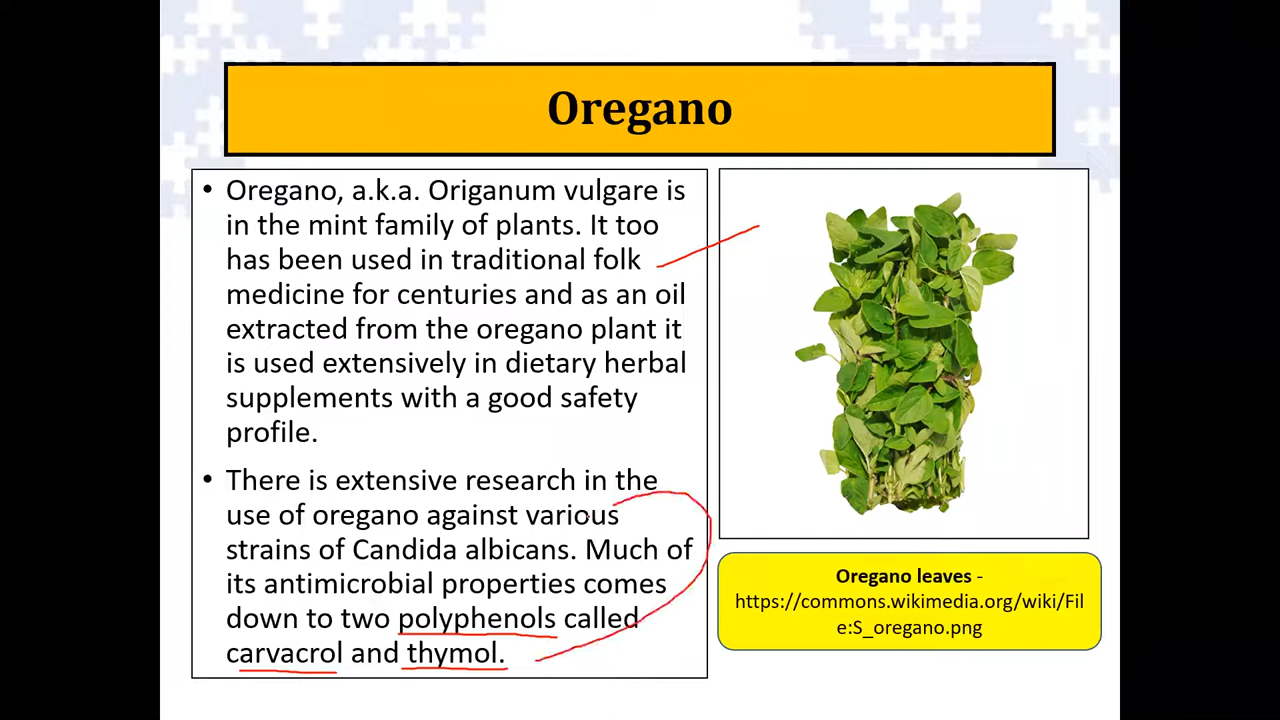 Oregano
• Oregano, a.k.a. Origanum vulgare is
in the mint family of plants. It too
has been used in traditional folk
medicine for centuries and as an oil
extracted from the oregano plant it
is used extensively in dietary herbal
supplements with a good safety
profile.
• There is extensive research in the
use of oregano against various
strains of Candida albicans. Much of
its antimicrobial properties comes
down to two polyphenols called
carvacrol and thymol.
Oregano leaves -
https://commons.wikimedia.org/wiki/Fil
e:S_oregano.png